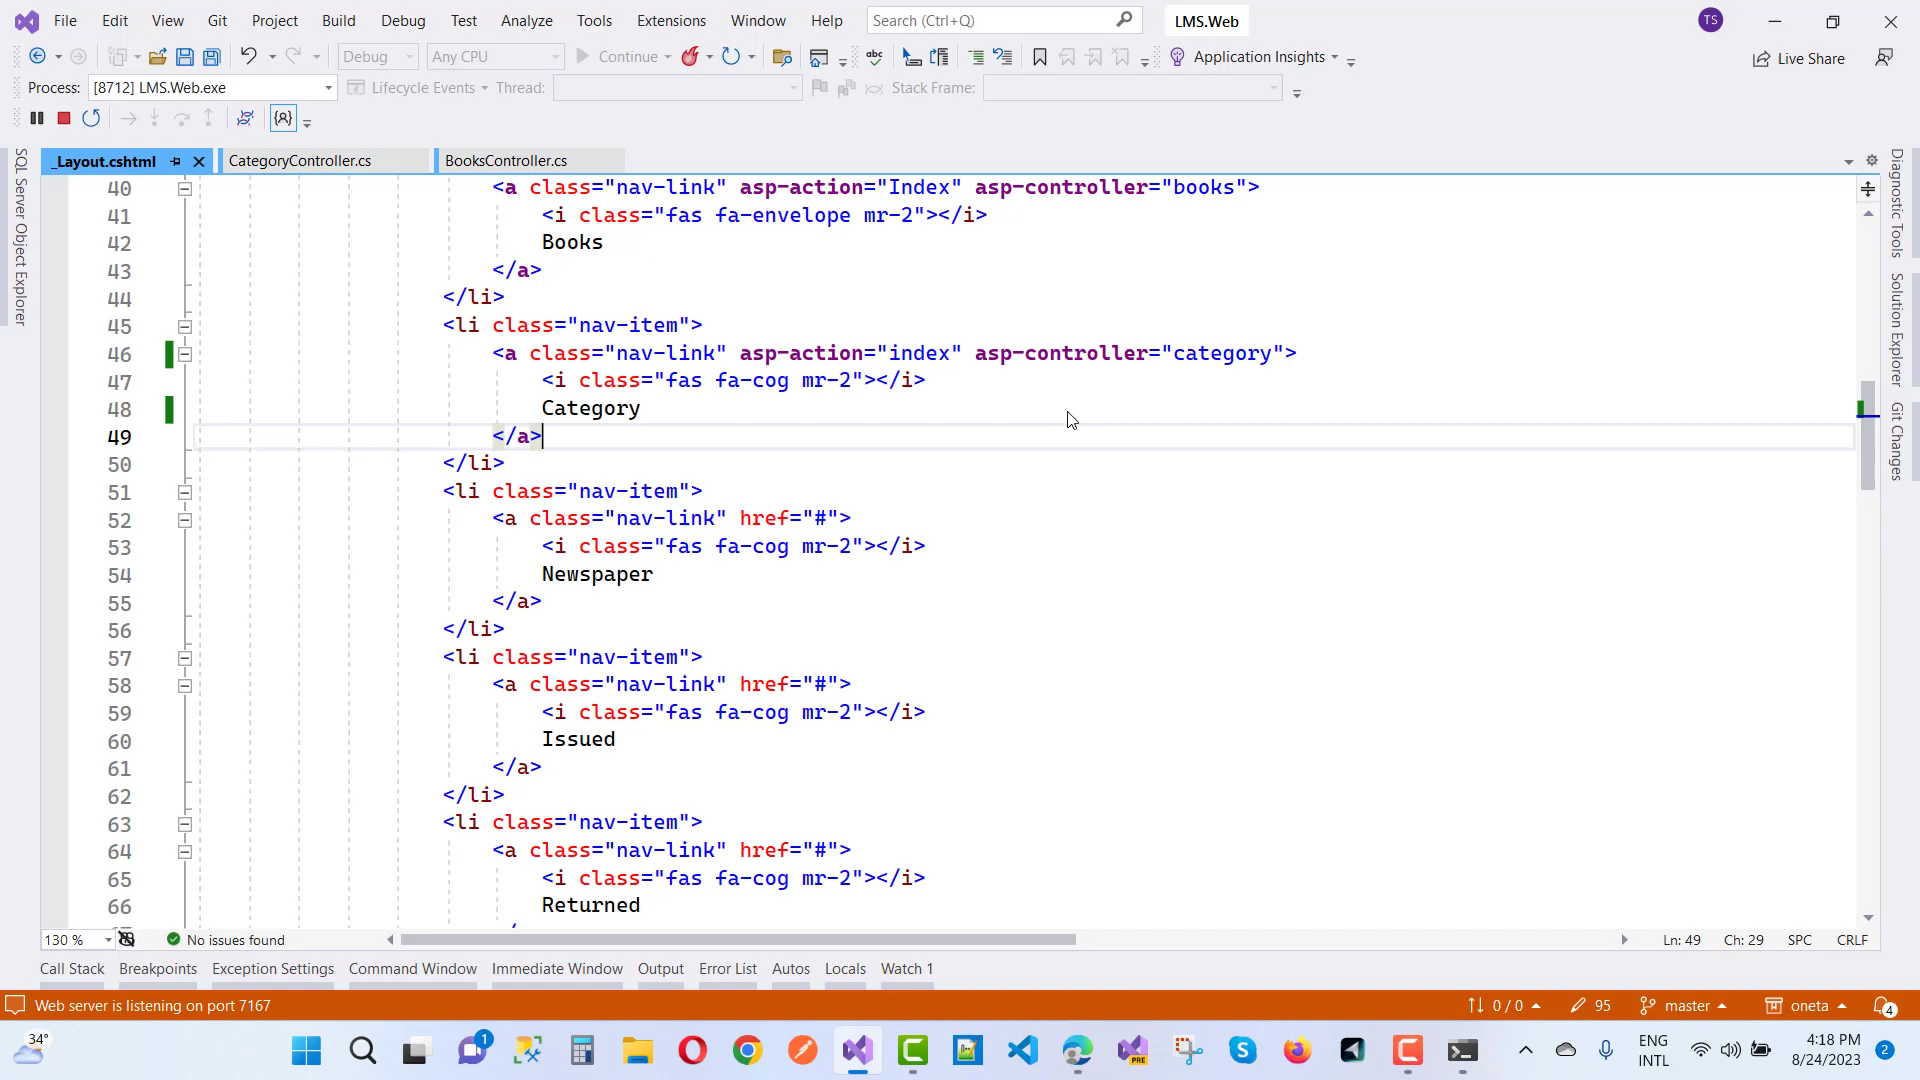 File Edit View Git Project Build Debug Test Analyze Tools Extensions Window Help Search (Ctrl+Q) LMS.Web TS
Debug Any CPU Continue Application Insights Live Share
Process: [8712] LMS.Web.exe Lifecycle Events Thread: Stack Frame:
_Layout.cshtml CategoryController.cs BooksController.cs
SQL Server Object Explorer
Diagnostic Tools
Solution Explorer
Git Changes
40 <a class="nav-link" asp-action="Index" asp-controller="books">
41 <i class="fas fa-envelope mr-2"></i>
42 Books
43 </a>
44 </li>
45 <li class="nav-item">
46 <a class="nav-link" asp-action="index" asp-controller="category">
47 <i class="fas fa-cog mr-2"></i>
48 Category
49 </a>
50 </li>
51 <li class="nav-item">
52 <a class="nav-link" href="#">
53 <i class="fas fa-cog mr-2"></i>
54 Newspaper
55 </a>
56 </li>
57 <li class="nav-item">
58 <a class="nav-link" href="#">
59 <i class="fas fa-cog mr-2"></i>
60 Issued
61 </a>
62 </li>
63 <li class="nav-item">
64 <a class="nav-link" href="#">
65 <i class="fas fa-cog mr-2"></i>
66 Returned
130 % No issues found Ln: 49 Ch: 29 SPC CRLF
Call Stack Breakpoints Exception Settings Command Window Immediate Window Output Error List Autos Locals Watch 1
Web server is listening on port 7167 0 / 0 95 master oneta 4
34° 1 PRE ENG 4:18 PM
INTL 8/24/2023 2